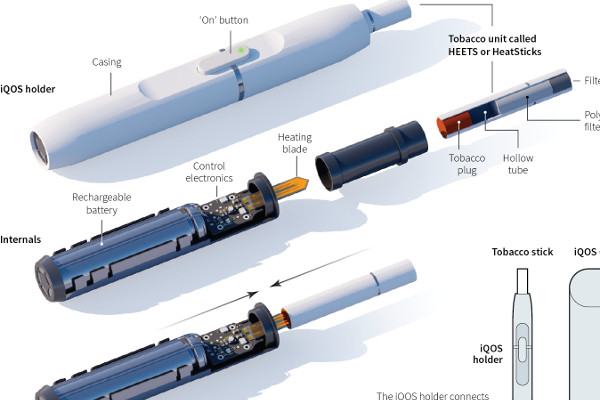 'On' button
Tobacco unit called
HEETS or HeatSticks
Casing
iQOS holder
Filte
Poly
filte
Heating
blade
Tobacco
plug
Hollow
tube
Control
electronics
Rechargeable
battery
Internals
Tobacco stick
iQOS
iQOS
holder
The iQOS holder connects